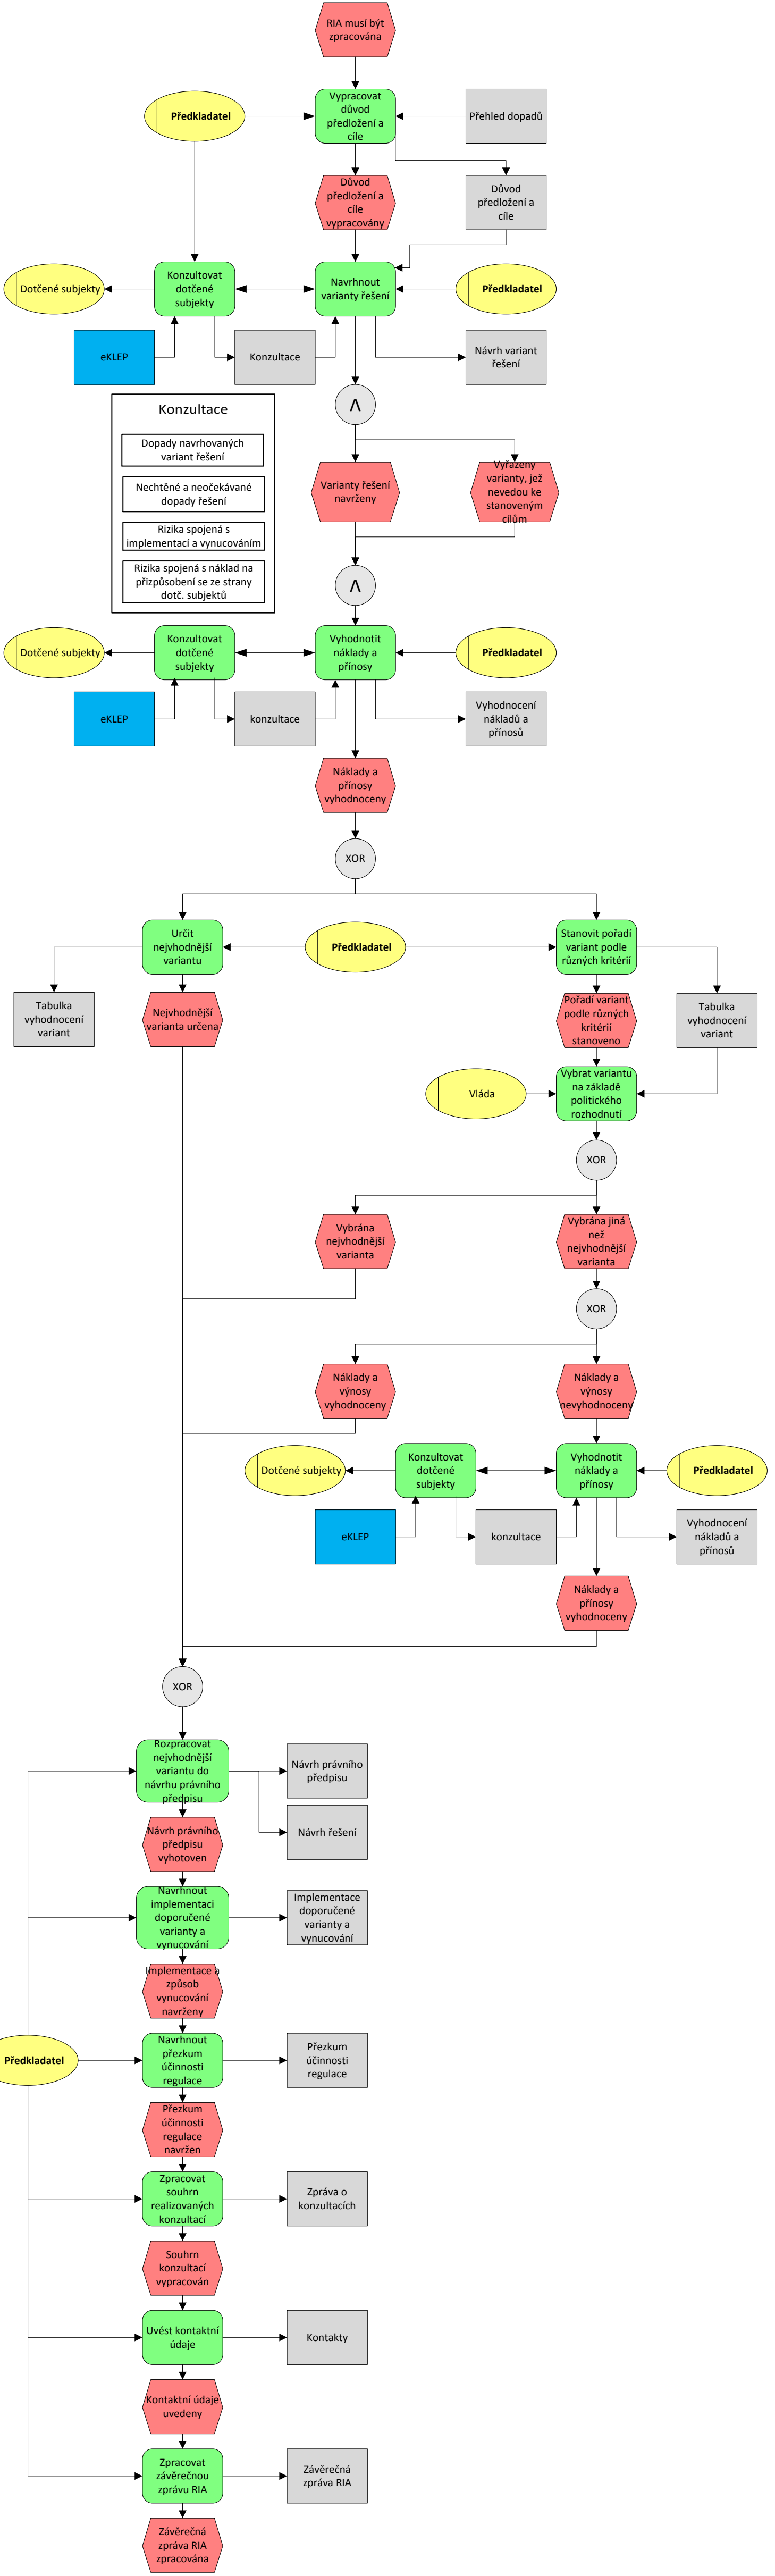 RIA musí být
zpracována
Předkladatel
Vypracovat
důvod
předložení a
cíle
Přehled dopadů
Důvod
předložení a
cíle
vypracovány
Důvod
předložení a
cíle
Dotčené subjekty
Konzultovat
dotčené
subjekty
Navrhnout
varianty řešení
Předkladatel
eKLEP
Konzultace
Návrh variant
řešení
Λ
Konzultace
Dopady navrhovaných
variant řešení
Nechtěné a neočekávané
dopady řešení
Rizika spojená s
implementací a vynucováním
Rizika spojená s náklad na
přizpůsobení se ze strany
dotč. subjektů
Varianty řešení
navrženy
Vyřazeny
varianty, jež
nevedou ke
stanoveným
cílům
Λ
Dotčené subjekty
Konzultovat
dotčené
subjekty
Vyhodnotit
náklady a
přínosy
Předkladatel
eKLEP
konzultace
Vyhodnocení
nákladů a
přínosů
Náklady a
přínosy
vyhodnoceny
XOR
Určit
nejvhodnější
variantu
Předkladatel
Stanovit pořadí
variant podle
různých kritérií
Tabulka
vyhodnocení
variant
Nejvhodnější
varianta určena
Pořadí variant
podle různých
kritérií
stanoveno
Tabulka
vyhodnocení
variant
Vláda
Vybrat variantu
na základě
politického
rozhodnutí
XOR
Vybrána
nejvhodnější
varianta
Vybrána jiná
než
nejvhodnější
varianta
XOR
Náklady a
výnosy
vyhodnoceny
Náklady a
výnosy
nevyhodnoceny
Dotčené subjekty
Konzultovat
dotčené
subjekty
Vyhodnotit
náklady a
přínosy
Předkladatel
eKLEP
konzultace
Vyhodnocení
nákladů a
přínosů
Náklady a
přínosy
vyhodnoceny
XOR
Rozpracovat
nejvhodnější
variantu do
návrhu právního
předpisu
Návrh právního
předpisu
Návrh řešení
Návrh právního
předpisu
vyhotoven
Navrhnout
implementaci
doporučené
varianty a
vynucování
Implementace
doporučené
varianty a
vynucování
Implementace a
způsob
vynucování
navrženy
Předkladatel
Navrhnout
přezkum
účinnosti
regulace
Přezkum
účinnosti
regulace
Přezkum
účinnosti
regulace
navržen
Zpracovat
souhrn
realizovaných
konzultací
Zpráva o
konzultacích
Souhrn
konzultací
vypracován
Uvést kontaktní
údaje
Kontakty
Kontaktní údaje
uvedeny
Zpracovat
závěrečnou
zprávu RIA
Závěrečná
zpráva RIA
Závěrečná
zpráva RIA
zpracována